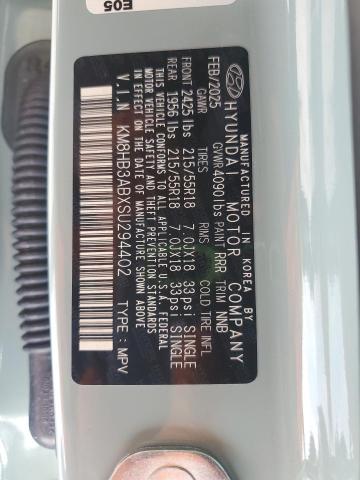 E05
MANUFACTURED IN KOREA BY
HYUNDAI MOTOR COMPANY
FEB/2025 GVWR 4090 lbs PAINT RRR TRIM NNB
GAWR TIRES RIMS COLD TIRE INFL
FRONT 2425 lbs 215/55R18 7.0JX18 33psi SINGLE
REAR 1956 lbs 215/55R18 7.0JX18 33psi SINGLE
THIS VEHICLE CONFORMS TO ALL APPLICABLE U.S.A. FEDERAL
MOTOR VEHICLE SAFETY AND THEFT PREVENTION STANDARDS
IN EFFECT ON THE DATE OF MANUFACTURE SHOWN ABOVE
V.I.N KM8HB3ABXSU294402 TYPE : MPV